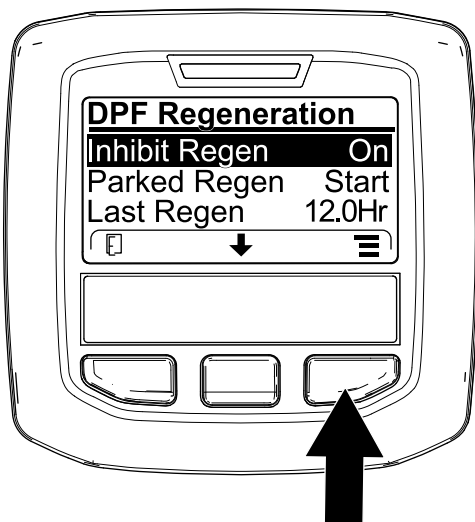 DPF Regeneration
Inhibit Regen On
Parked Regen Start
Last Regen 12.0Hr